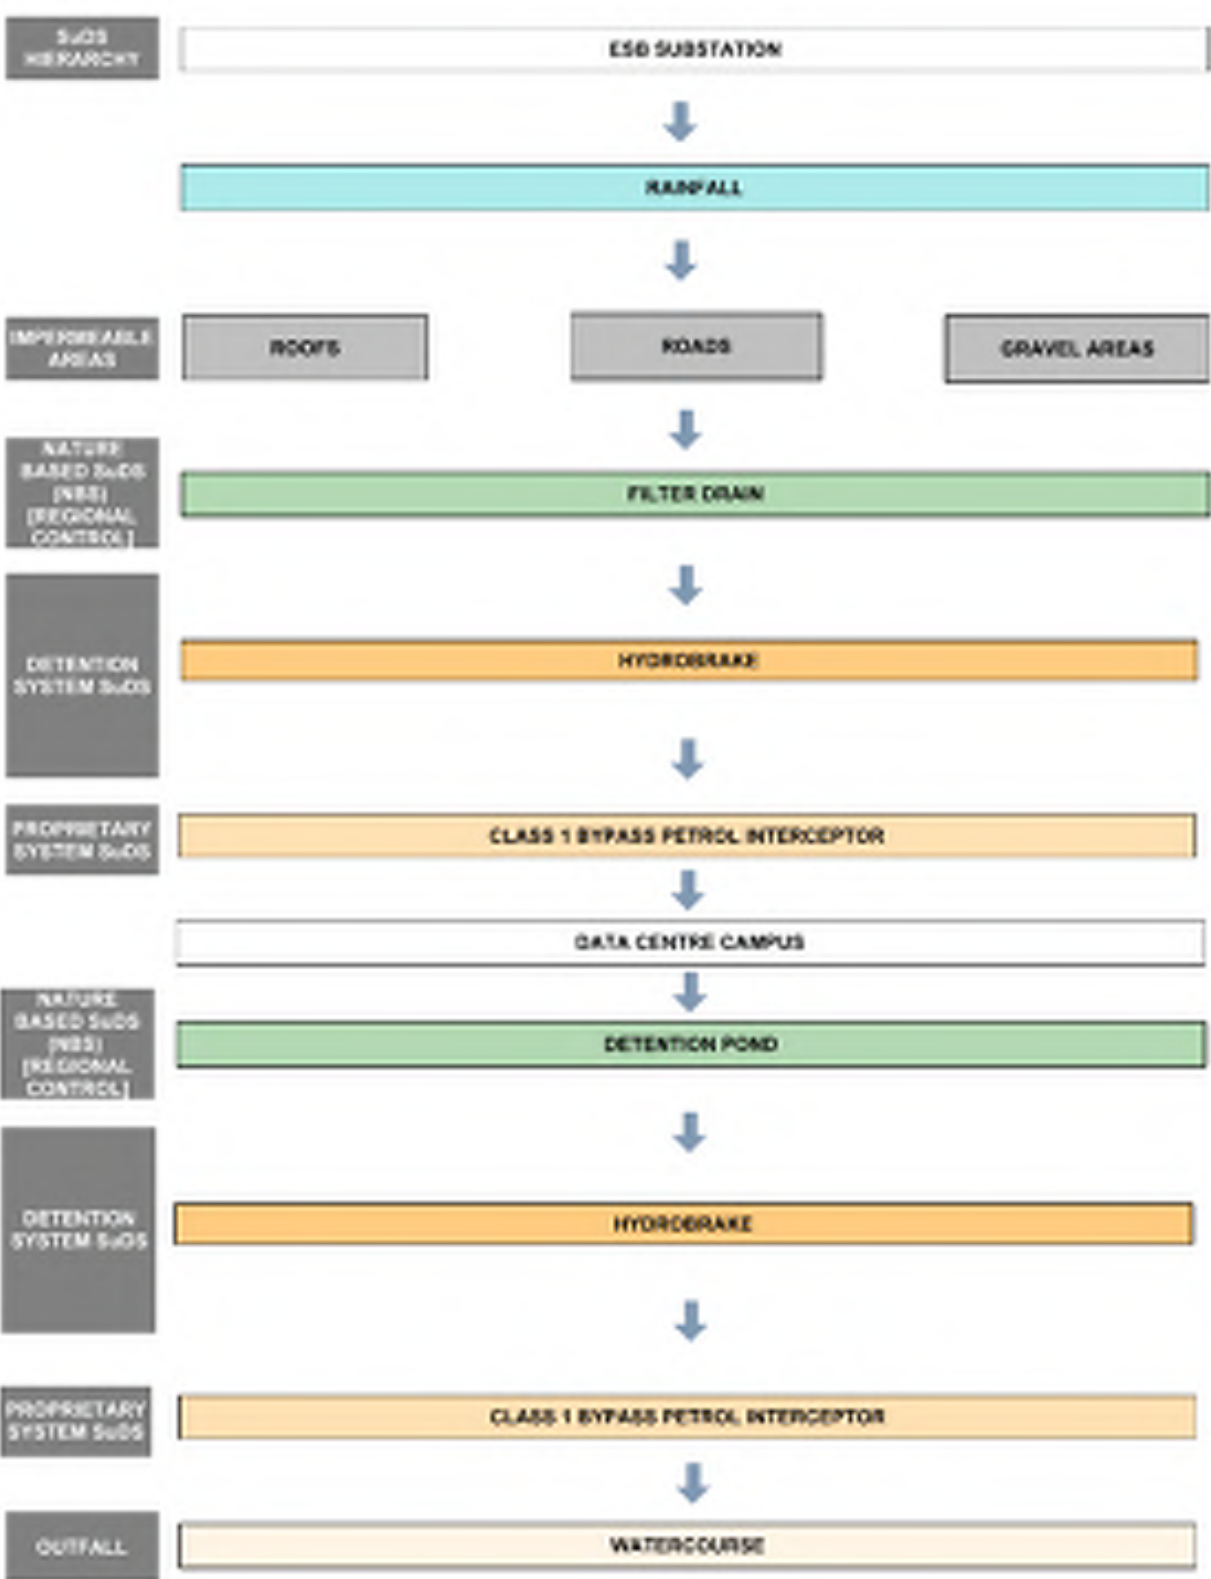 SuDS
HIERARCHY
ESB SUBSTATION
RAINFALL
IMPERMEABLE
AREAS
ROOFS
ROADS
GRAVEL AREAS
NATURE
BASED SuDS
(NBS)
[REGIONAL
CONTROL]
FILTER DRAIN
DETENTION
SYSTEM SuDS
HYDROBRAKE
PROPRIETARY
SYSTEM SuDS
CLASS 1 BYPASS PETROL INTERCEPTOR
DATA CENTRE CAMPUS
NATURE
BASED SuDS
(NBS)
[REGIONAL
CONTROL]
DETENTION POND
DETENTION
SYSTEM SuDS
HYDROBRAKE
PROPRIETARY
SYSTEM SuDS
CLASS 1 BYPASS PETROL INTERCEPTOR
OUTFALL
WATERCOURSE